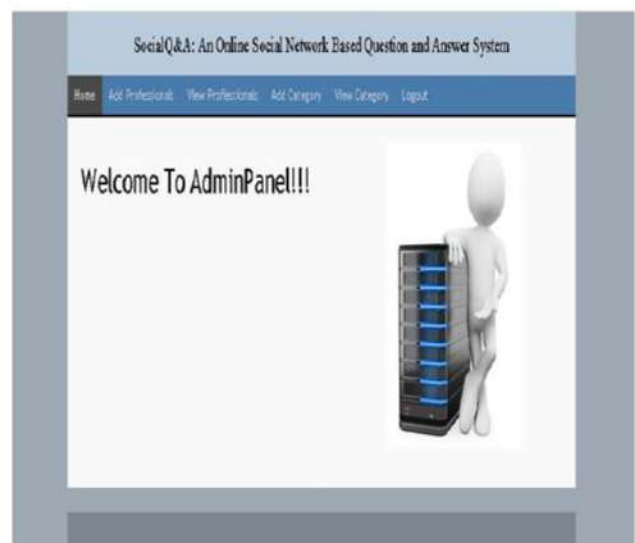 SocialQ&A: An Online Social Network Based Question and Answer System
Home Add Professionals View Professionals Add Category View Category Logout
Welcome To AdminPanel!!!